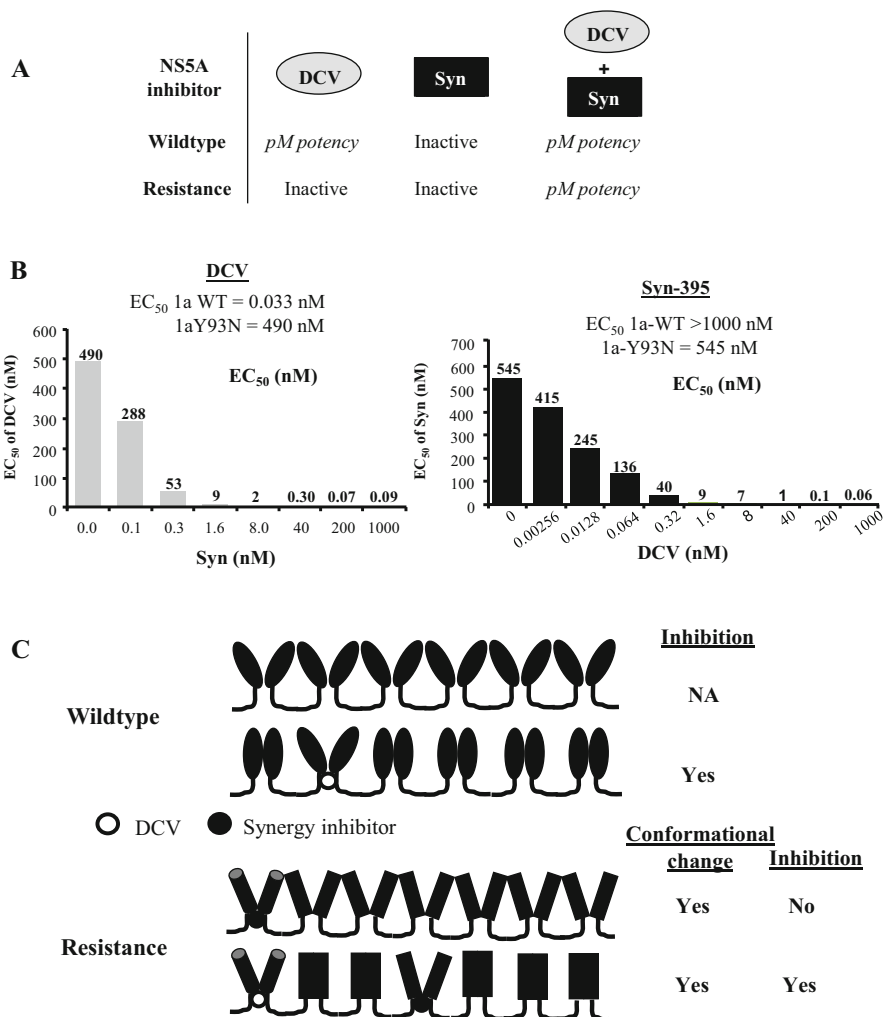 A
NS5A inhibitor
DCV
Syn
DCV
+
Syn
Wildtype pM potency Inactive pM potency
Resistance Inactive Inactive pM potency
B
DCV
EC50 1a WT = 0.033 nM
1aY93N = 490 nM
EC50 (nM)
EC50 of DCV (nM)
600
500
400
300
200
100
0
490 288 53 9 2 0.30 0.07 0.09
0.0 0.1 0.3 1.6 8.0 40 200 1000
Syn (nM)
Syn-395
EC50 1a-WT >1000 nM
1a-Y93N = 545 nM
EC50 (nM)
EC50 of Syn (nM)
700
600
500
400
300
200
100
0
545 415 245 136 40 9 7 1 0.1 0.06
0 0.00256 0.0128 0.064 0.32 1.6 8 40 200 1000
DCV (nM)
C
Inhibition
Wildtype
NA
Yes
DCV Synergy inhibitor
Conformational change
Inhibition
Resistance
Yes No
Yes Yes